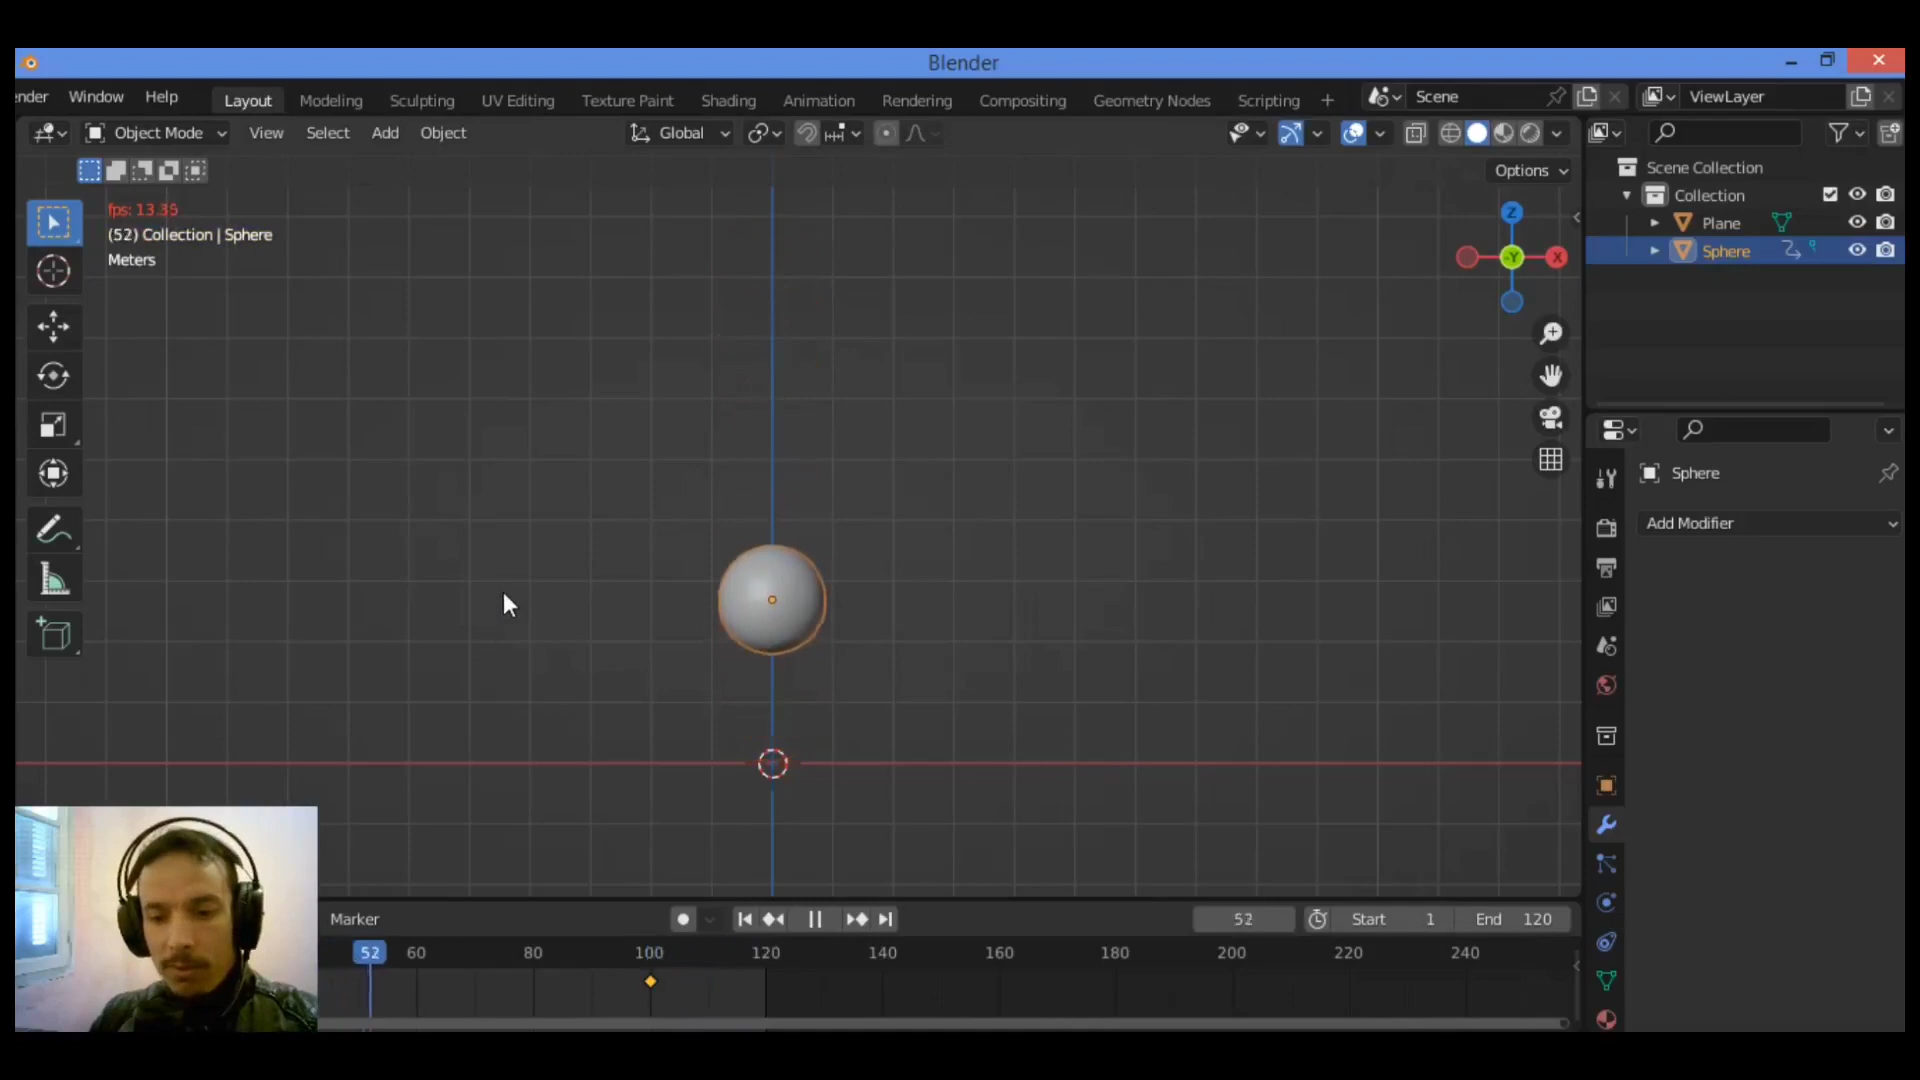 Blender
nder Window Help Layout Modeling Sculpting UV Editing Texture Paint Shading Animation Rendering Compositing Geometry Nodes Scripting + Scene ViewLayer
Object Mode View Select Add Object Global
Options
Scene Collection
Collection
Plane
Sphere
fps: 13.35
(52) Collection | Sphere
Meters
Z
-Y
X
Sphere
Add Modifier
Marker 52 Start 1 End 120
52 60 80 100 120 140 160 180 200 220 240